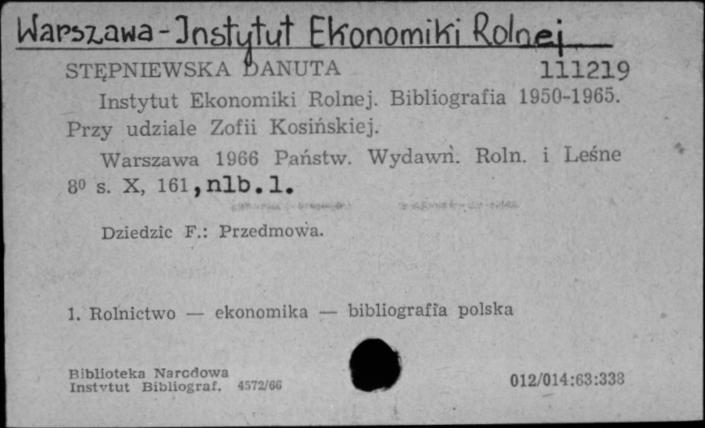 Warszawa - Instytut Ekonomiki Rolnej
STĘPNIEWSKA DANUTA 111219
Instytut Ekonomiki Rolnej. Bibliografia 1950-1965.
Przy udziale Zofii Kosińskiej.
Warszawa 1966 Państw. Wydawn. Roln. i Leśne
8⁰ s. X, 161, nlb. 1.
Dziedzic F.: Przedmowa.
1. Rolnictwo — ekonomika — bibliografia polska
Biblioteka Narodowa
Instytut Bibliograf. 4572/66 012/014:63:338